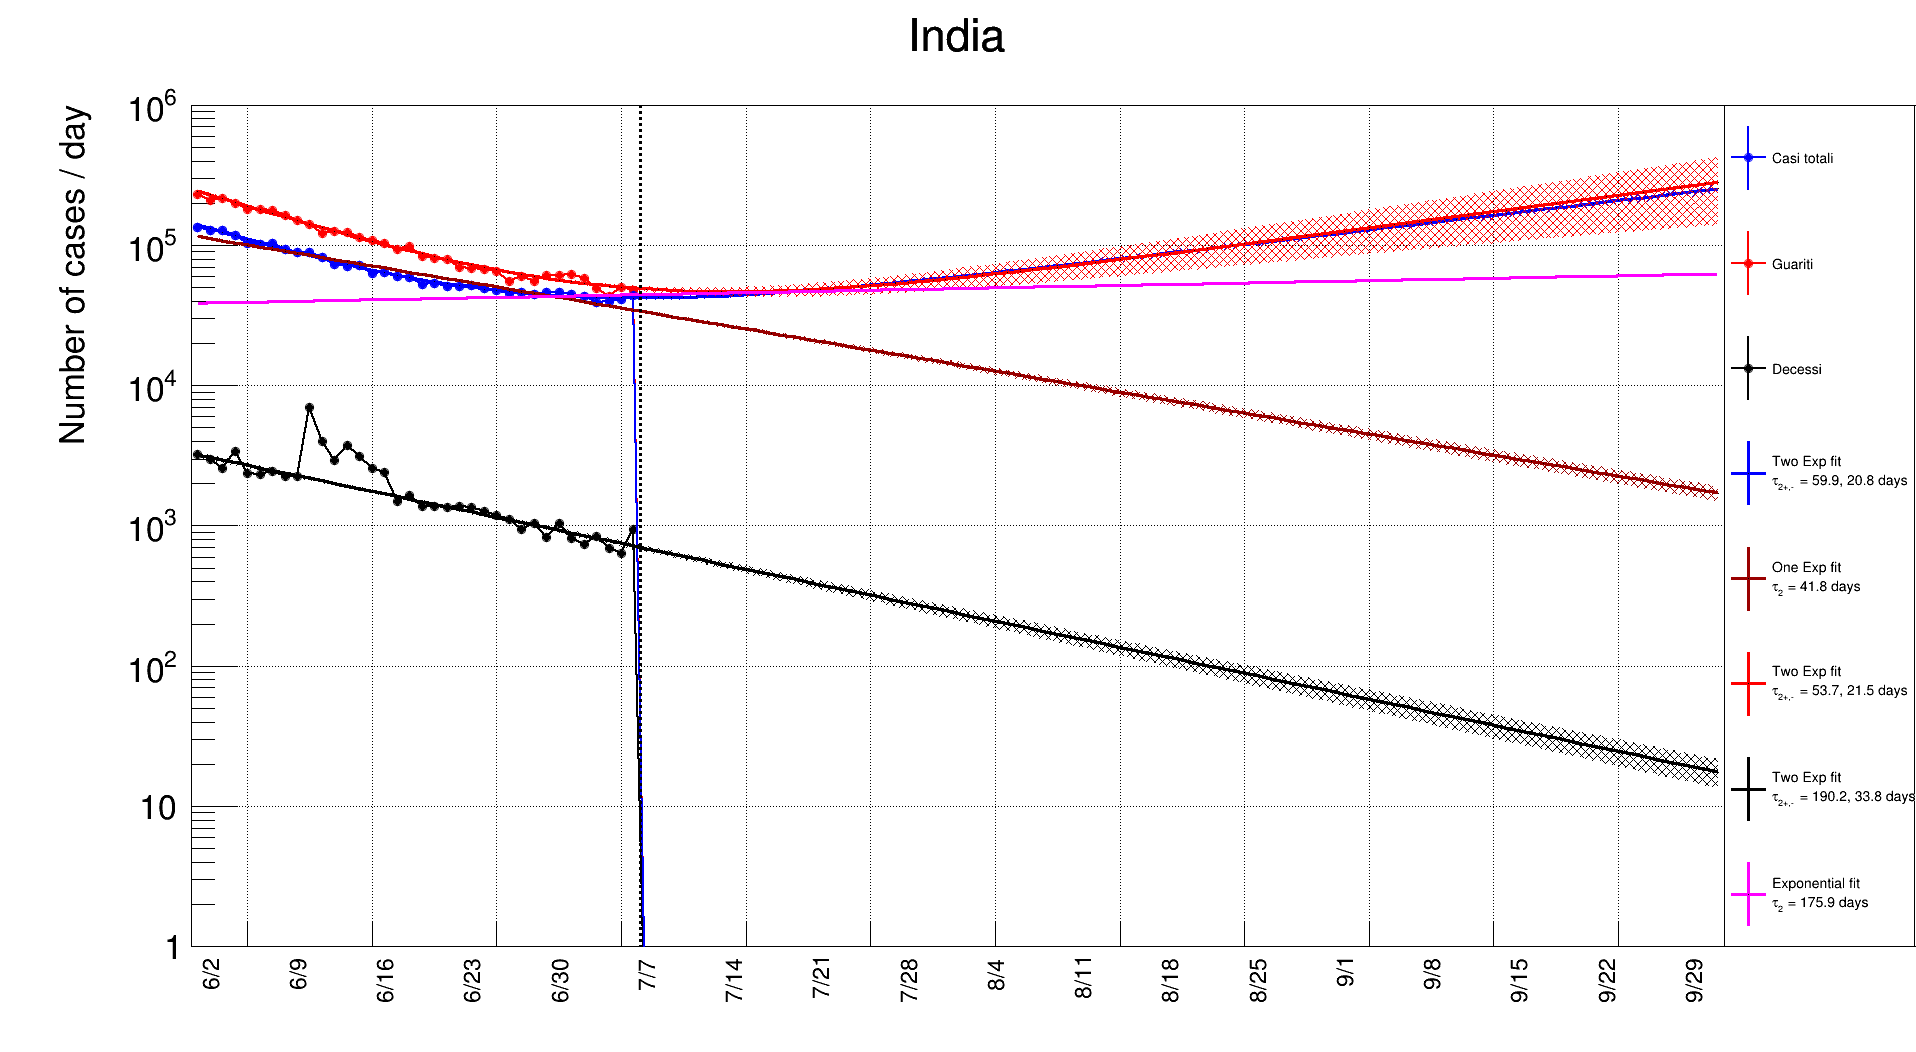 India
Number of cases / day
10^6
10^5
10^4
10^3
10^2
10
1
6/2
6/9
6/16
6/23
6/30
7/7
7/14
7/21
7/28
8/4
8/11
8/18
8/25
9/1
9/8
9/15
9/22
9/29
Casi totali
Guariti
Decessi
Two Exp fit
τ2+,- = 59.9, 20.8 days
One Exp fit
τ2 = 41.8 days
Two Exp fit
τ2+,- = 53.7, 21.5 days
Two Exp fit
τ2+,- = 190.2, 33.8 days
Exponential fit
τ2 = 175.9 days